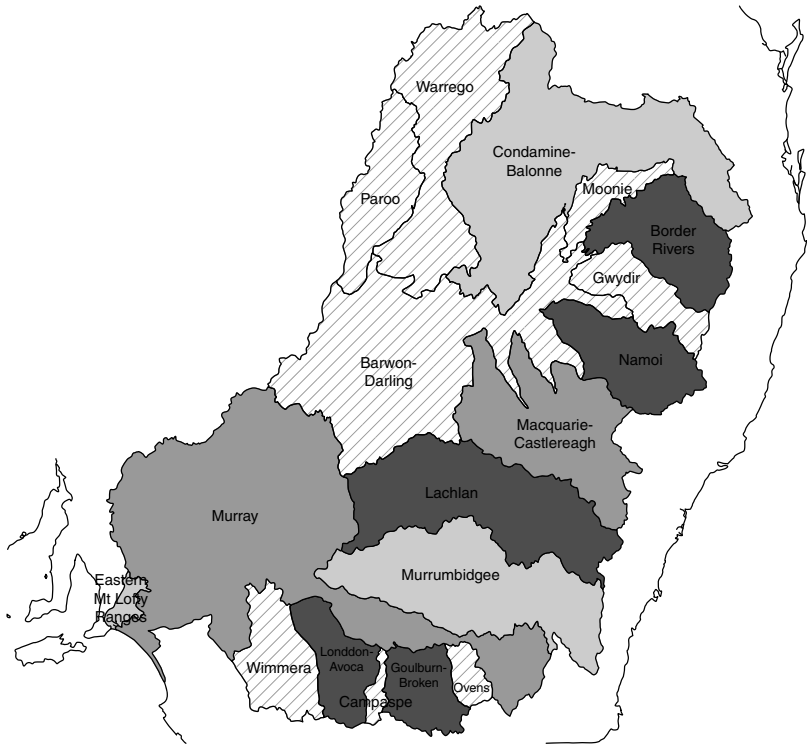 Warrego
Condamine-
Balonne
Moonie
Paroo
Border
Rivers
Gwydir
Namoi
Barwon-
Darling
Macquarie-
Castlereagh
Lachlan
Murray
Murrumbidgee
Eastern
Mt Lofty
Ranges
Wimmera
Londdon-
Avoca
Goulburn-
Broken
Ovens
Campaspe